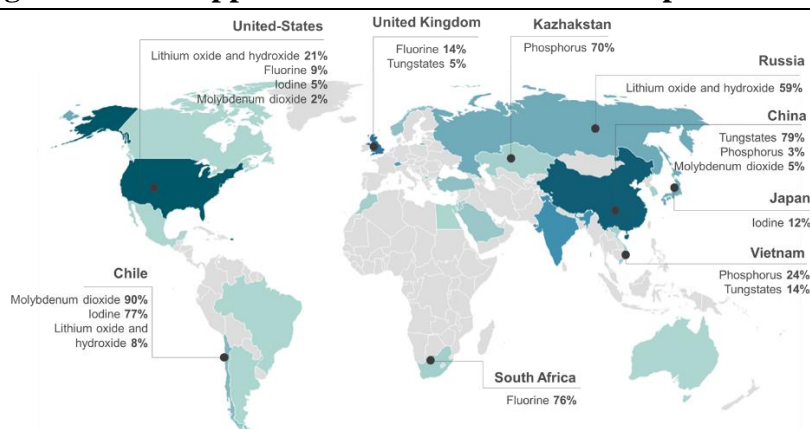 United-States
Lithium oxide and hydroxide 21%
Fluorine 9%
Iodine 5%
Molybdenum dioxide 2%
United Kingdom
Fluorine 14%
Tungstates 5%
Kazhakstan
Phosphorus 70%
Russia
Lithium oxide and hydroxide 59%
China
Tungstates 79%
Phosphorus 3%
Molybdenum dioxide 5%
Japan
Iodine 12%
Vietnam
Phosphorus 24%
Tungstates 14%
Chile
Molybdenum dioxide 90%
Iodine 77%
Lithium oxide and
hydroxide 8%
South Africa
Fluorine 76%